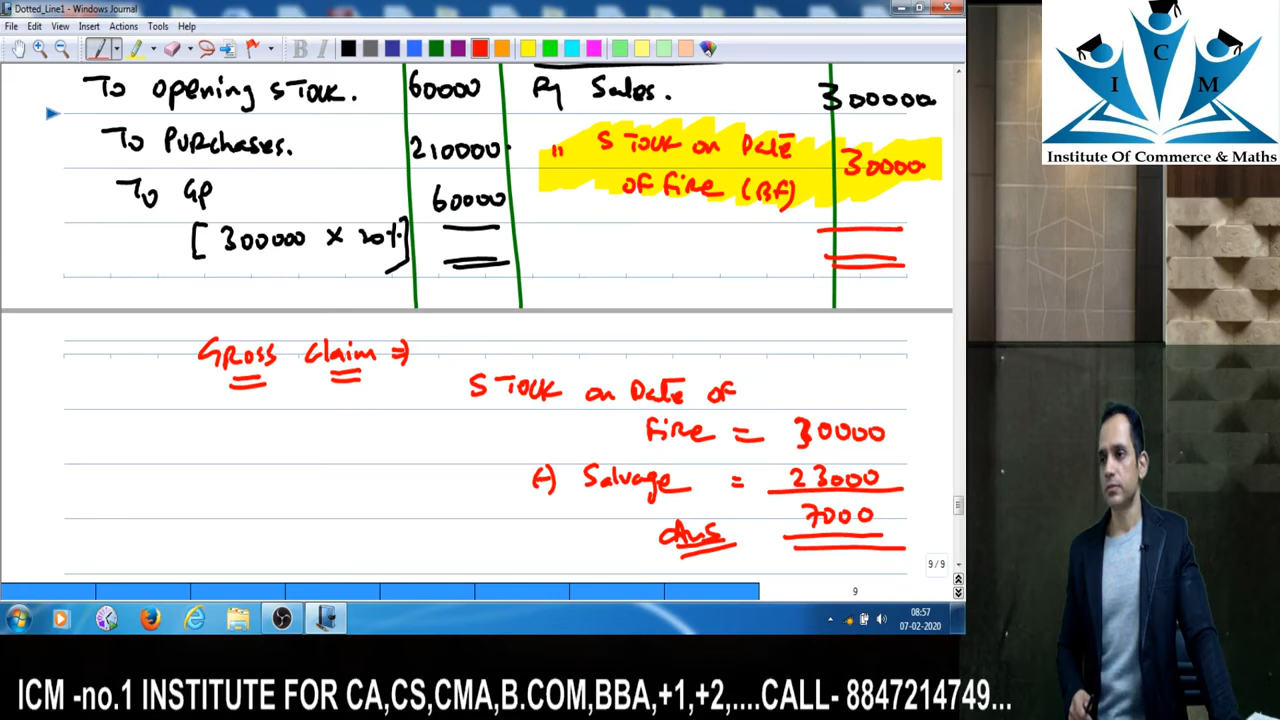 Dotted_Line1 - Windows Journal
File Edit View Insert Actions Tools Help
To opening STOCK. 60000 By Sales. 300000
To PURchases. 210000 " STOCK on Date 30000
To GP 60000 OF Fire (BF)
[300000 × 20%]
GROSS Claim ⇒
STOCK on Date OF
Fire = 30000
(-) Salvage = 23000
Ans 7000
9 / 9
9
08:57
07-02-2020
I C M
Institute Of Commerce & Maths
ICM -no.1 INSTITUTE FOR CA,CS,CMA,B.COM,BBA,+1,+2,....CALL- 8847214749...